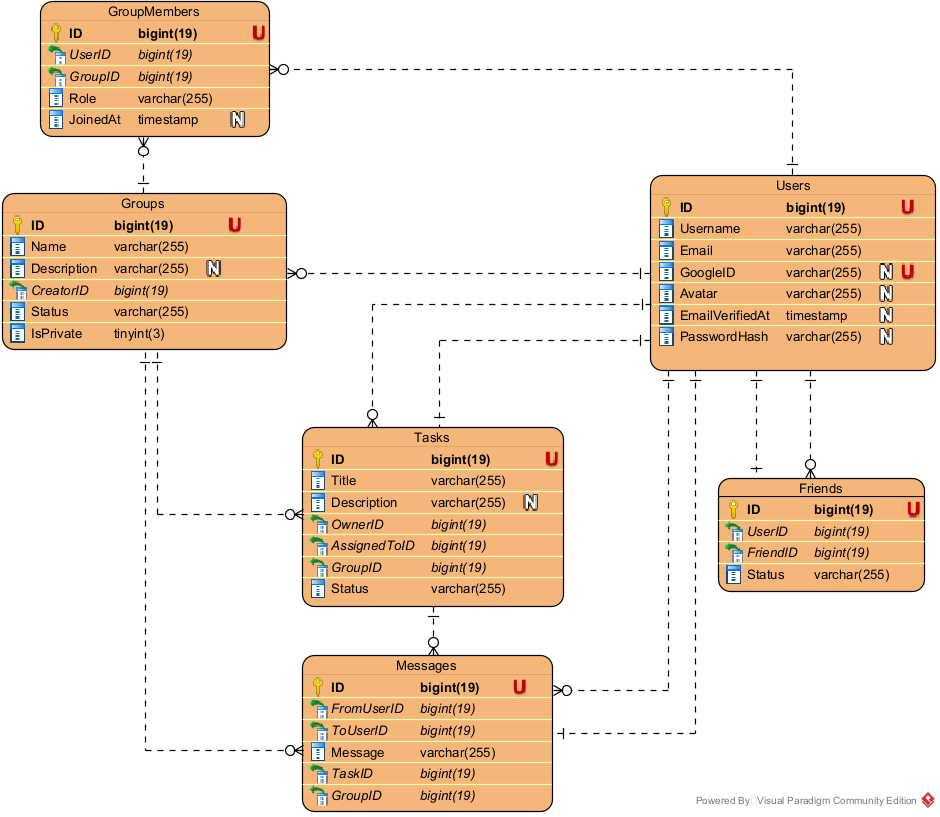 GroupMembers
ID bigint(19) U
UserID bigint(19)
GroupID bigint(19)
Role varchar(255)
JoinedAt timestamp N
Groups
ID bigint(19) U
Name varchar(255)
Description varchar(255) N
CreatorID bigint(19)
Status varchar(255)
IsPrivate tinyint(3)
Users
ID bigint(19) U
Username varchar(255)
Email varchar(255)
GoogleID varchar(255) N U
Avatar varchar(255) N
EmailVerifiedAt timestamp N
PasswordHash varchar(255) N
Tasks
ID bigint(19) U
Title varchar(255)
Description varchar(255) N
OwnerID bigint(19)
AssignedToID bigint(19)
GroupID bigint(19)
Status varchar(255)
Friends
ID bigint(19) U
UserID bigint(19)
FriendID bigint(19)
Status varchar(255)
Messages
ID bigint(19) U
FromUserID bigint(19)
ToUserID bigint(19)
Message varchar(255)
TaskID bigint(19)
GroupID bigint(19)
Powered By Visual Paradigm Community Edition